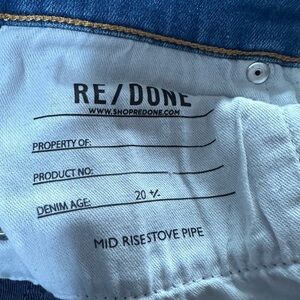 RE/DONE
WWW.SHOPREDONE.COM
PROPERTY OF:
PRODUCT NO:
DENIM AGE: 20 +/-
MID RISE STOVE PIPE